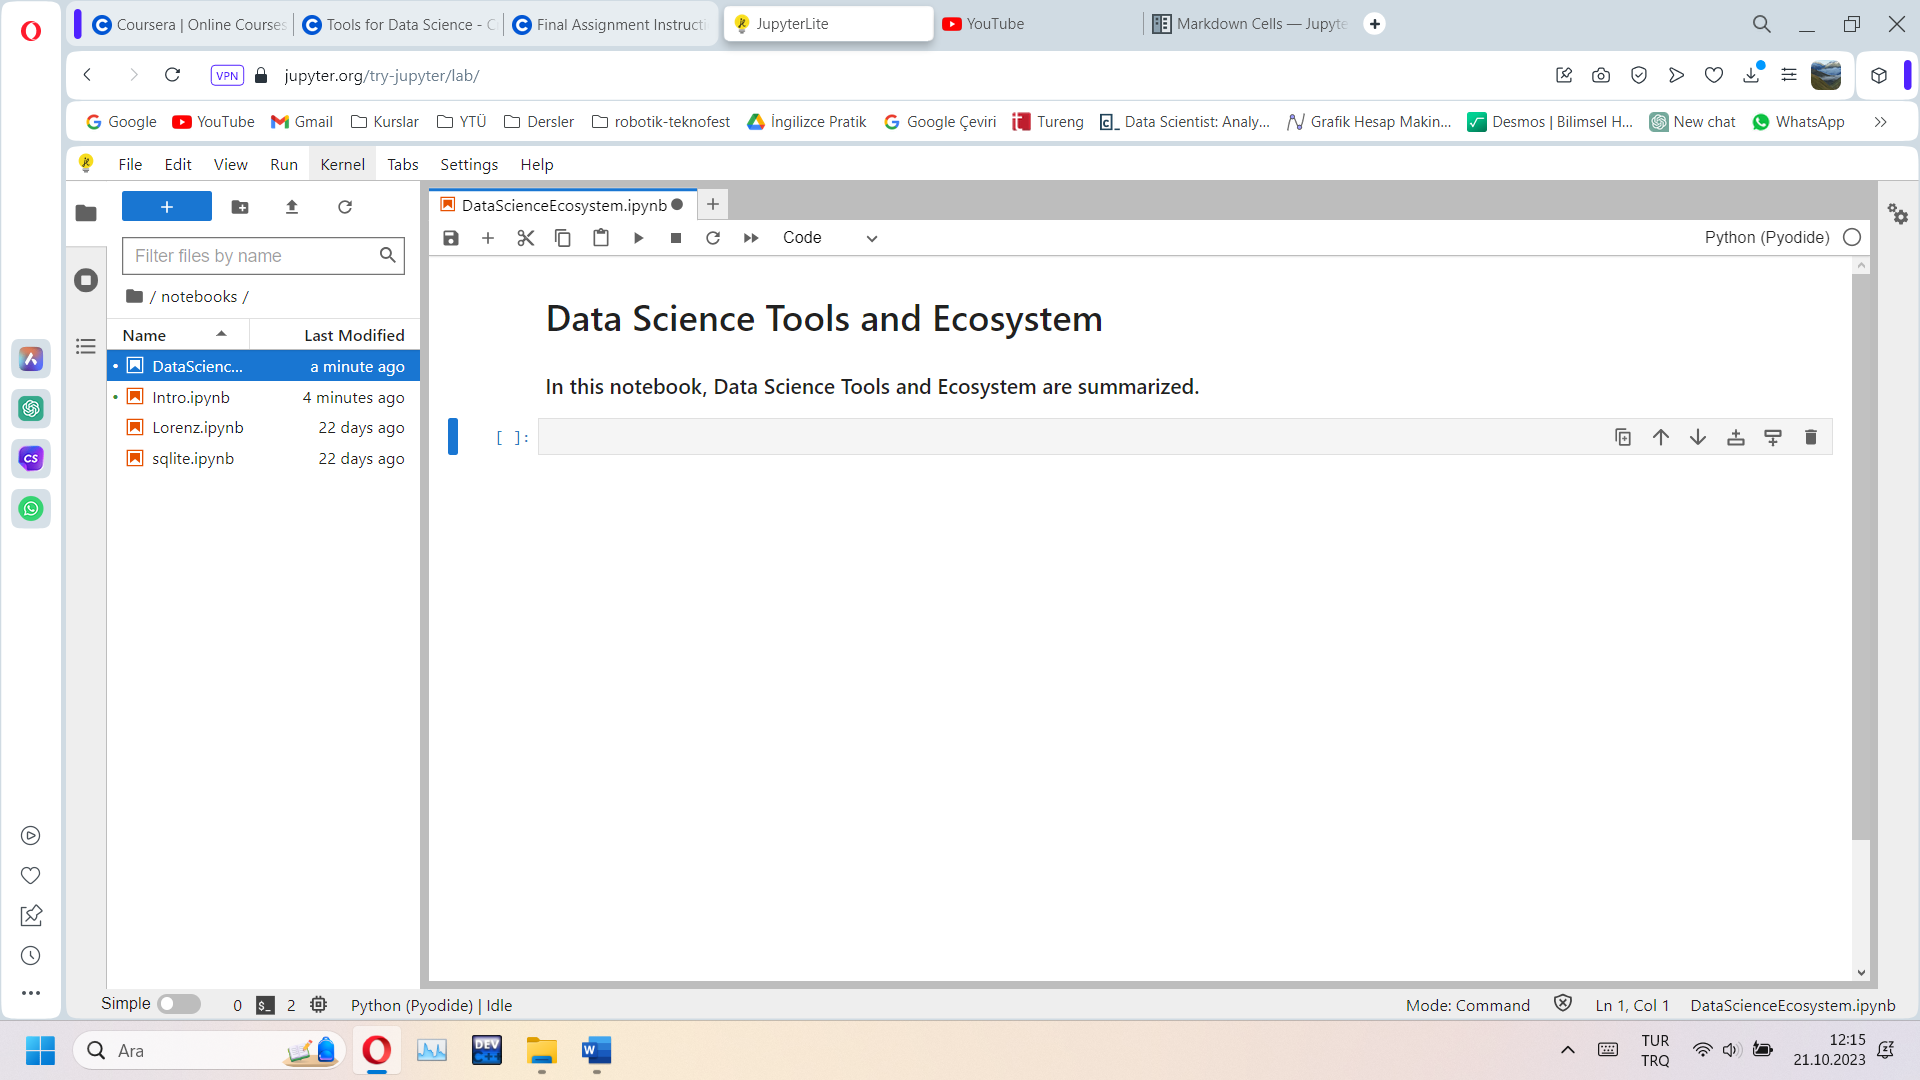 Coursera | Online Courses
Tools for Data Science - C
Final Assignment Instructi
JupyterLite
YouTube
Markdown Cells — Jupyte
VPN
jupyter.org/try-jupyter/lab/
Google
YouTube
Gmail
Kurslar
YTÜ
Dersler
robotik-teknofest
İngilizce Pratik
Google Çeviri
Tureng
Data Scientist: Analy...
Grafik Hesap Makin...
Desmos | Bilimsel H...
New chat
WhatsApp
File Edit View Run Kernel Tabs Settings Help
Filter files by name
/ notebooks /
Name Last Modified
DataScienc... a minute ago
Intro.ipynb 4 minutes ago
Lorenz.ipynb 22 days ago
sqlite.ipynb 22 days ago
DataScienceEcosystem.ipynb
Code
Python (Pyodide)
Data Science Tools and Ecosystem
In this notebook, Data Science Tools and Ecosystem are summarized.
[ ]:
CS
Simple 0 $_ 2 Python (Pyodide) | Idle
Mode: Command Ln 1, Col 1 DataScienceEcosystem.ipynb
Ara
DEV
C++
W
TUR
TRQ
12:15
21.10.2023